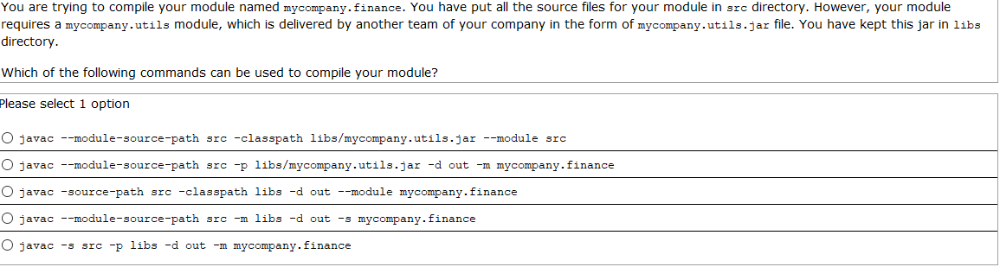 You are trying to compile your module named mycompany.finance. You have put all the source files for your module in src directory. However, your module
requires a mycompany.utils module, which is delivered by another team of your company in the form of mycompany.utils.jar file. You have kept this jar in libs
directory.
Which of the following commands can be used to compile your module?
Please select 1 option
javac --module-source-path src -classpath libs/mycompany.utils.jar --module src
javac --module-source-path src -p libs/mycompany.utils.jar -d out -m mycompany.finance
javac -source-path src -classpath libs -d out --module mycompany.finance
javac --module-source-path src -m libs -d out -s mycompany.finance
javac -s src -p libs -d out -m mycompany.finance